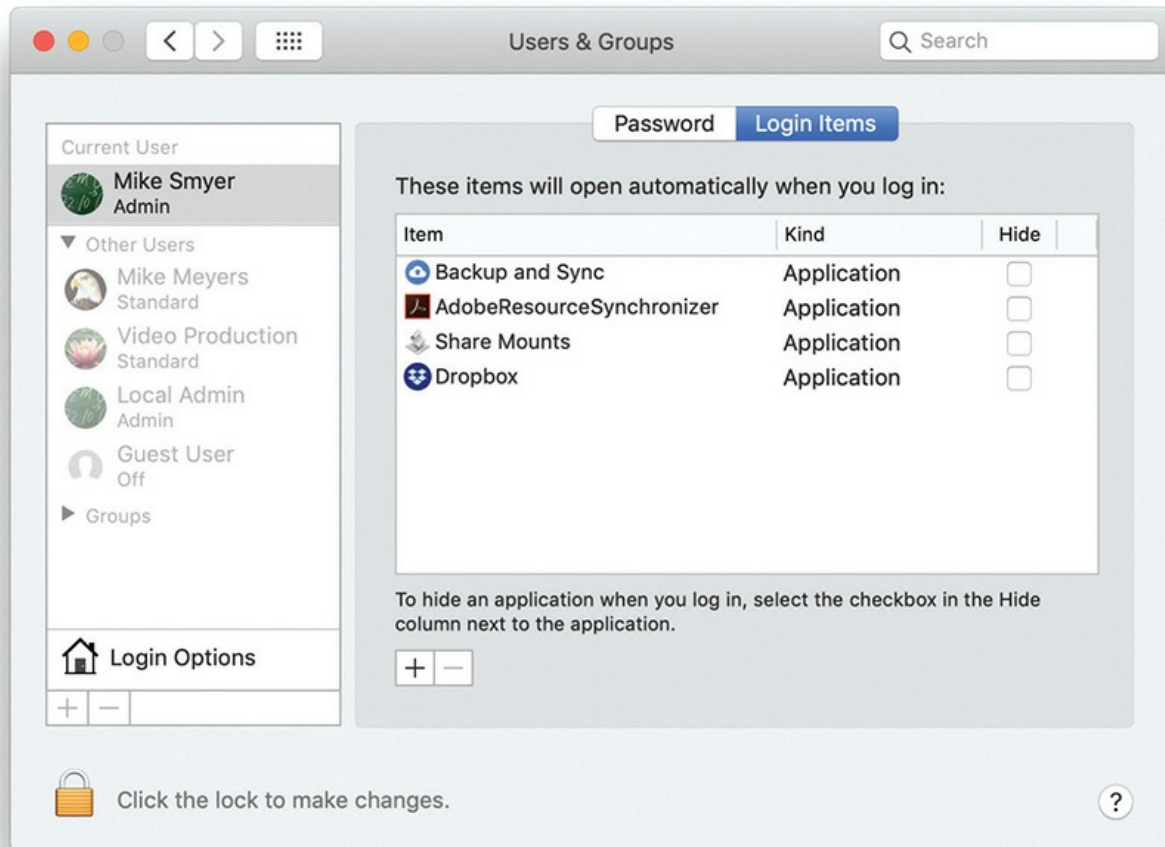 Users & Groups
Search
Current User
Mike Smyer
Admin
Other Users
Mike Meyers
Standard
Video Production
Standard
Local Admin
Admin
Guest User
Off
Groups
Login Options
Password
Login Items
These items will open automatically when you log in:
Item Kind Hide
Backup and Sync Application
AdobeResourceSynchronizer Application
Share Mounts Application
Dropbox Application
To hide an application when you log in, select the checkbox in the Hide
column next to the application.
+ −
+ −
Click the lock to make changes.
?